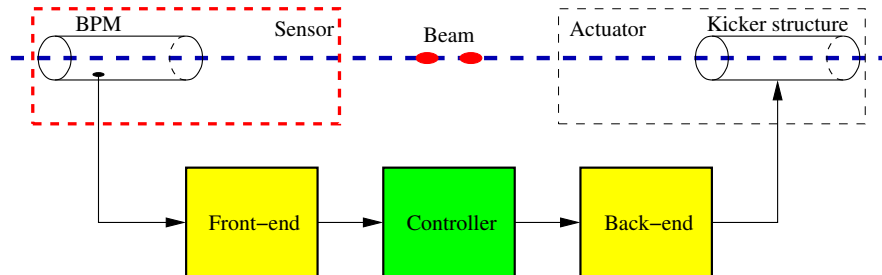 BPM
Sensor
Beam
Actuator
Kicker structure
Front−end
Controller
Back−end